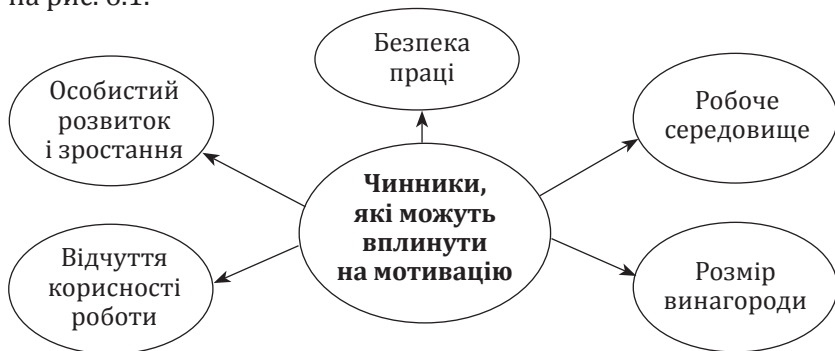 на рис. 6.1.
Безпека
праці
Особистий
розвиток
і зростання
Робоче
середовище
Чинники,
які можуть
вплинути
на мотивацію
Відчуття
корисності
роботи
Розмір
винагороди